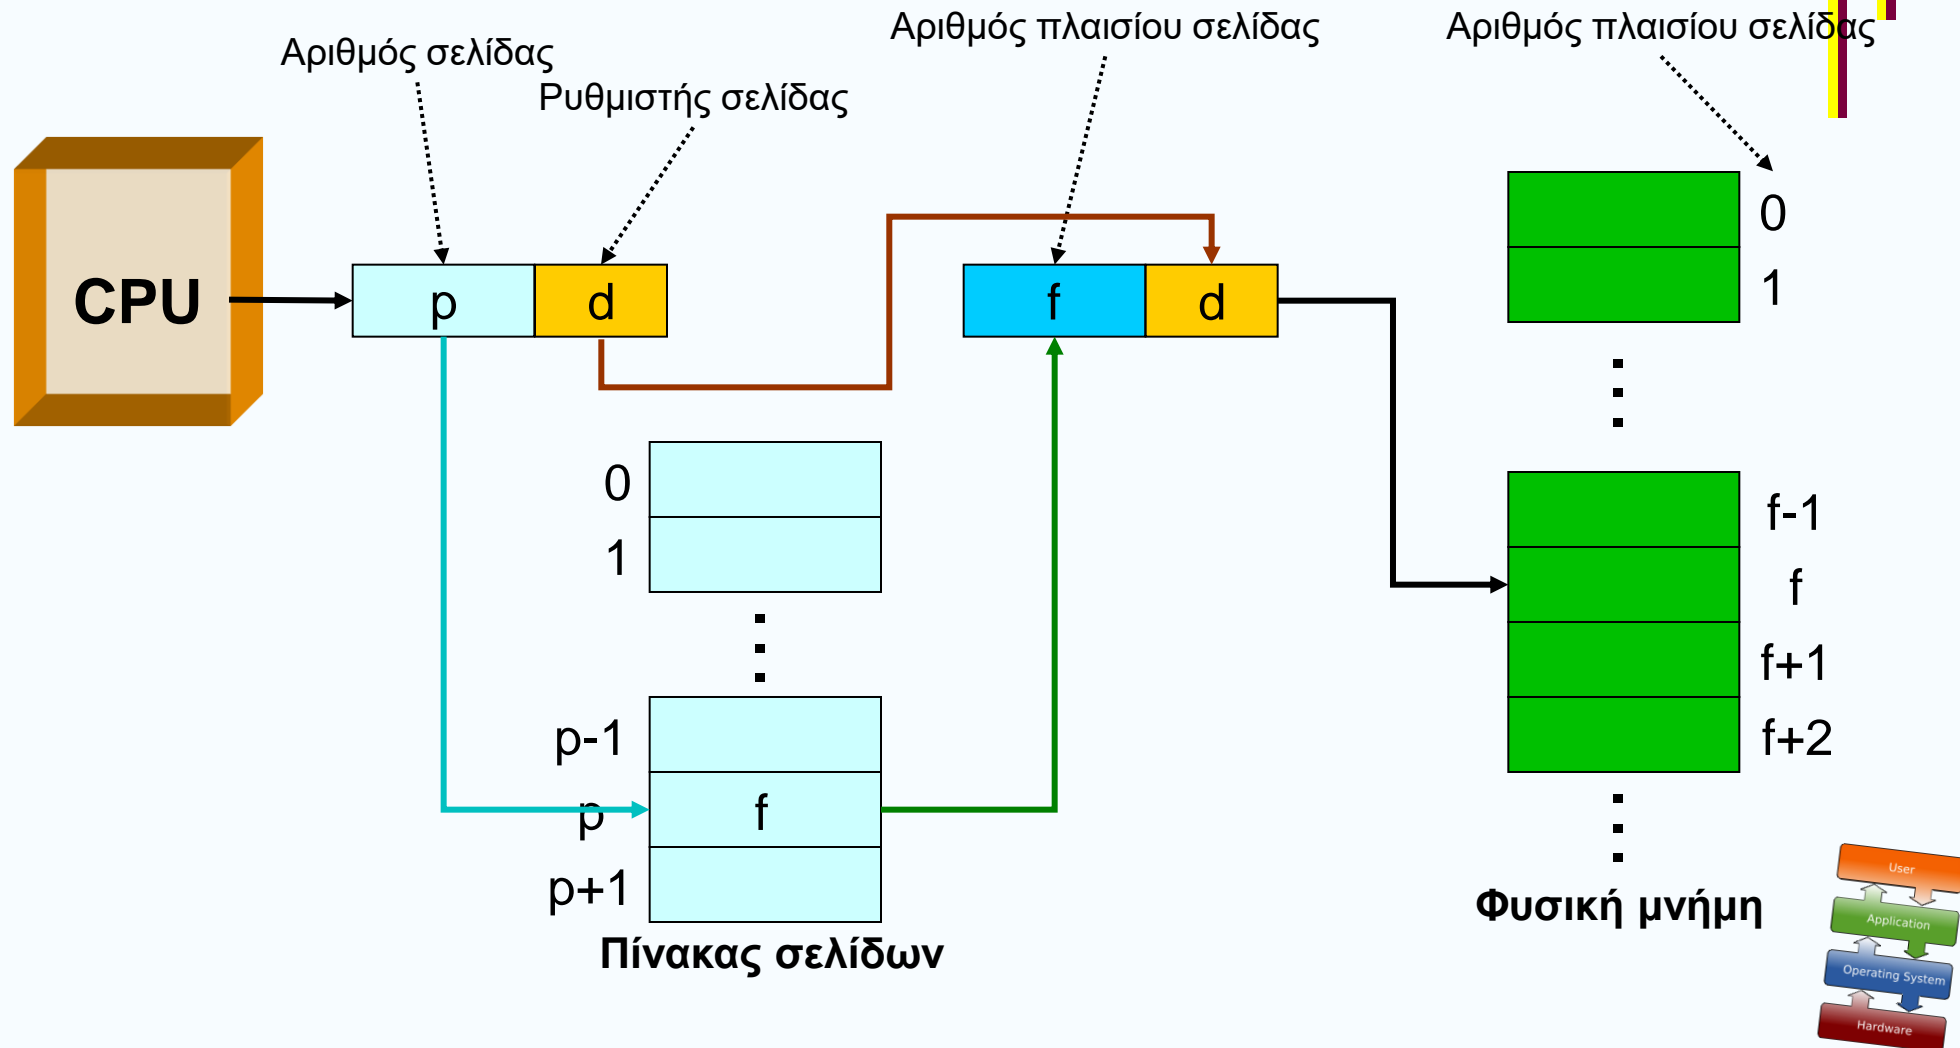 Αριθμός σελίδας
Ρυθμιστής σελίδας
Αριθμός πλαισίου σελίδας
Αριθμός πλαισίου σελίδας
CPU
p d
f d
0
1
p-1
p f
p+1
Πίνακας σελίδων
0
1
f-1
f
f+1
f+2
Φυσική μνήμη
User
Application
Operating System
Hardware